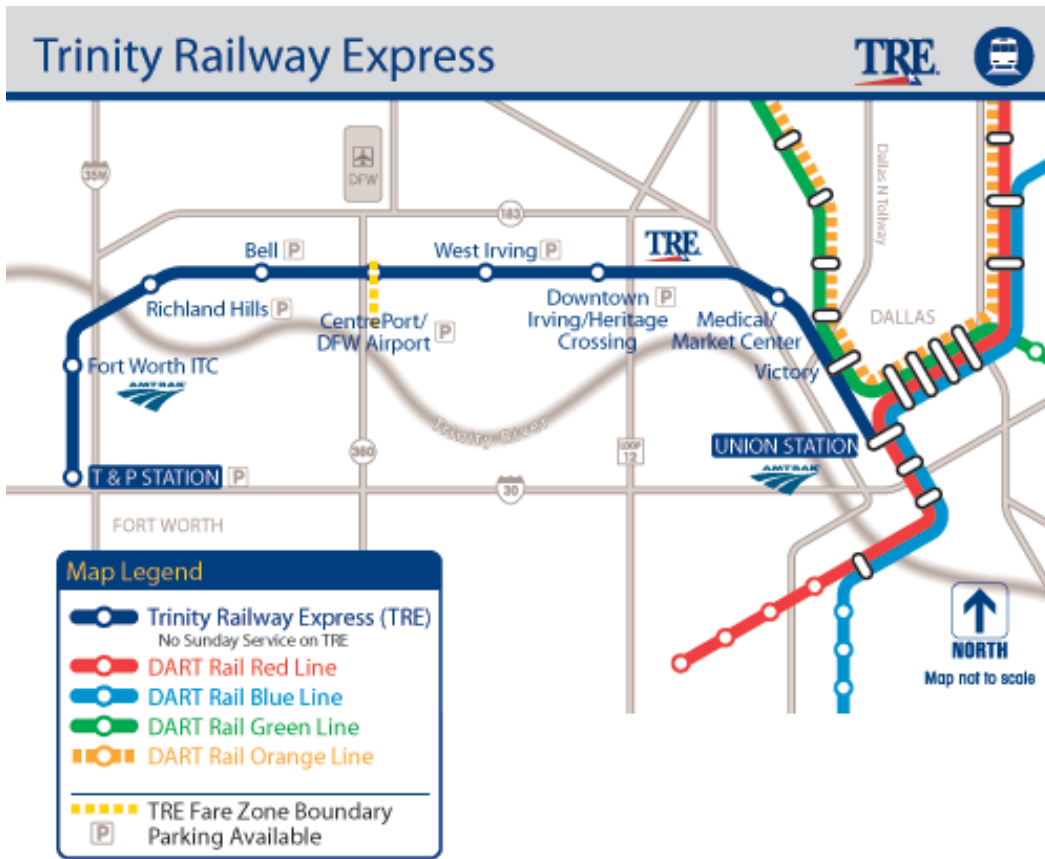 Trinity Railway Express
TRE
35W
DFW
183
Dallas N Tollway
Bell P
West Irving P
TRE
Richland Hills P
CentrePort/
DFW Airport P
Downtown P
Irving/Heritage
Crossing
Medical/
Market Center
DALLAS
Victory
Fort Worth ITC
AMTRAK
Trinity River
360
LOOP
12
UNION STATION
AMTRAK
T & P STATION P
30
FORT WORTH
Map Legend
Trinity Railway Express (TRE)
No Sunday Service on TRE
DART Rail Red Line
DART Rail Blue Line
DART Rail Green Line
DART Rail Orange Line
TRE Fare Zone Boundary
P Parking Available
NORTH
Map not to scale